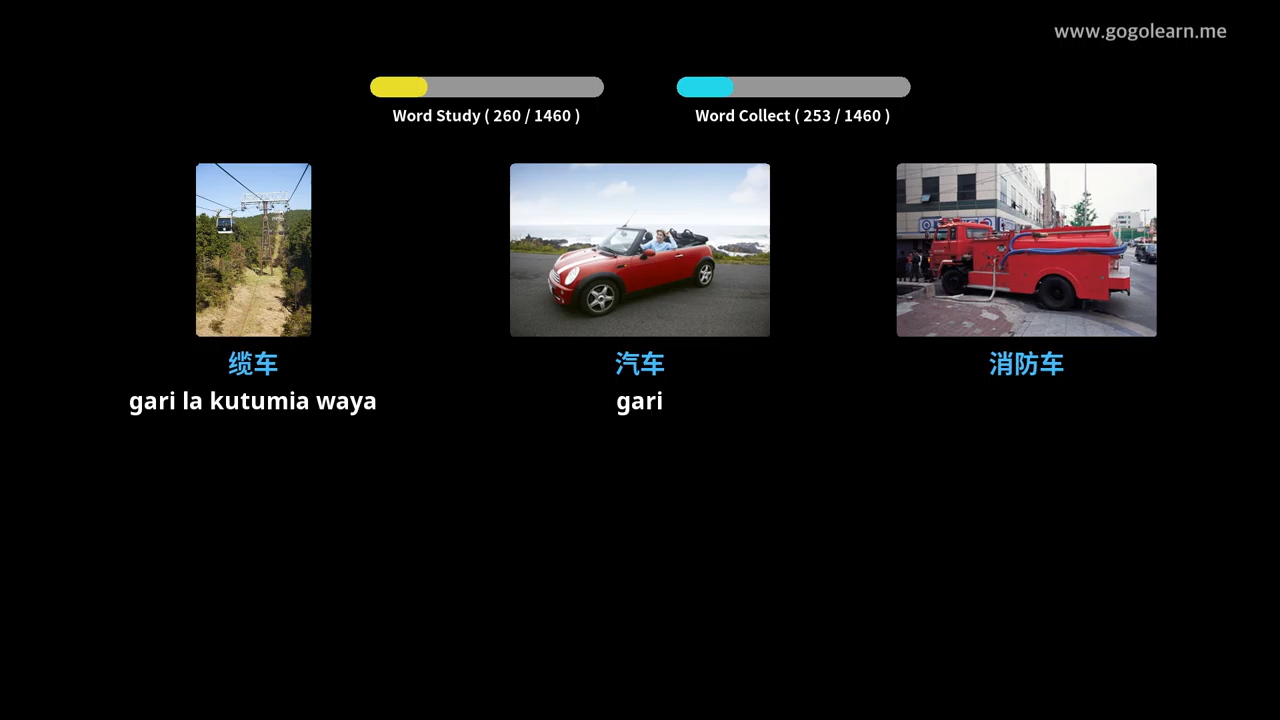 www.gogolearn.me
Word Study ( 260 / 1460 )
Word Collect ( 253 / 1460 )
缆车
汽车
消防车
gari la kutumia waya
gari